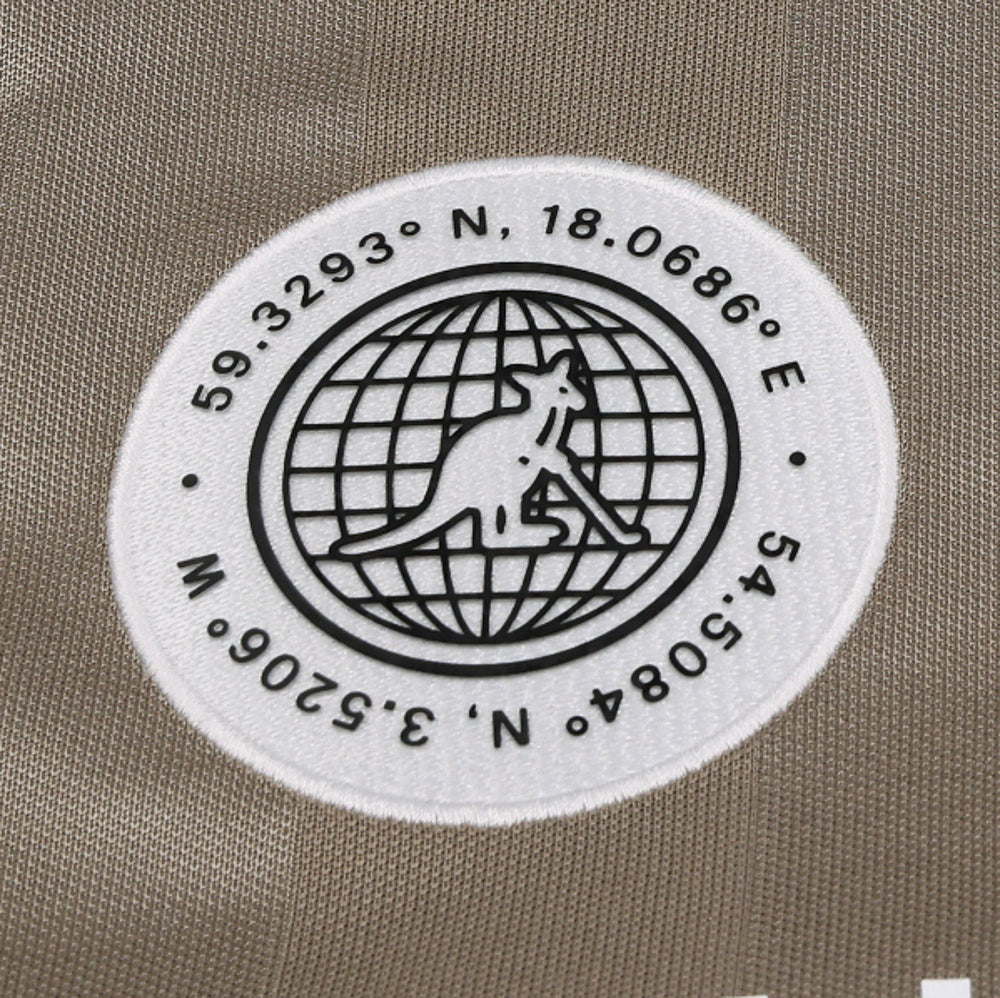 59.3293° N, 18.0686° E
54.5084° N, 3.5206° W